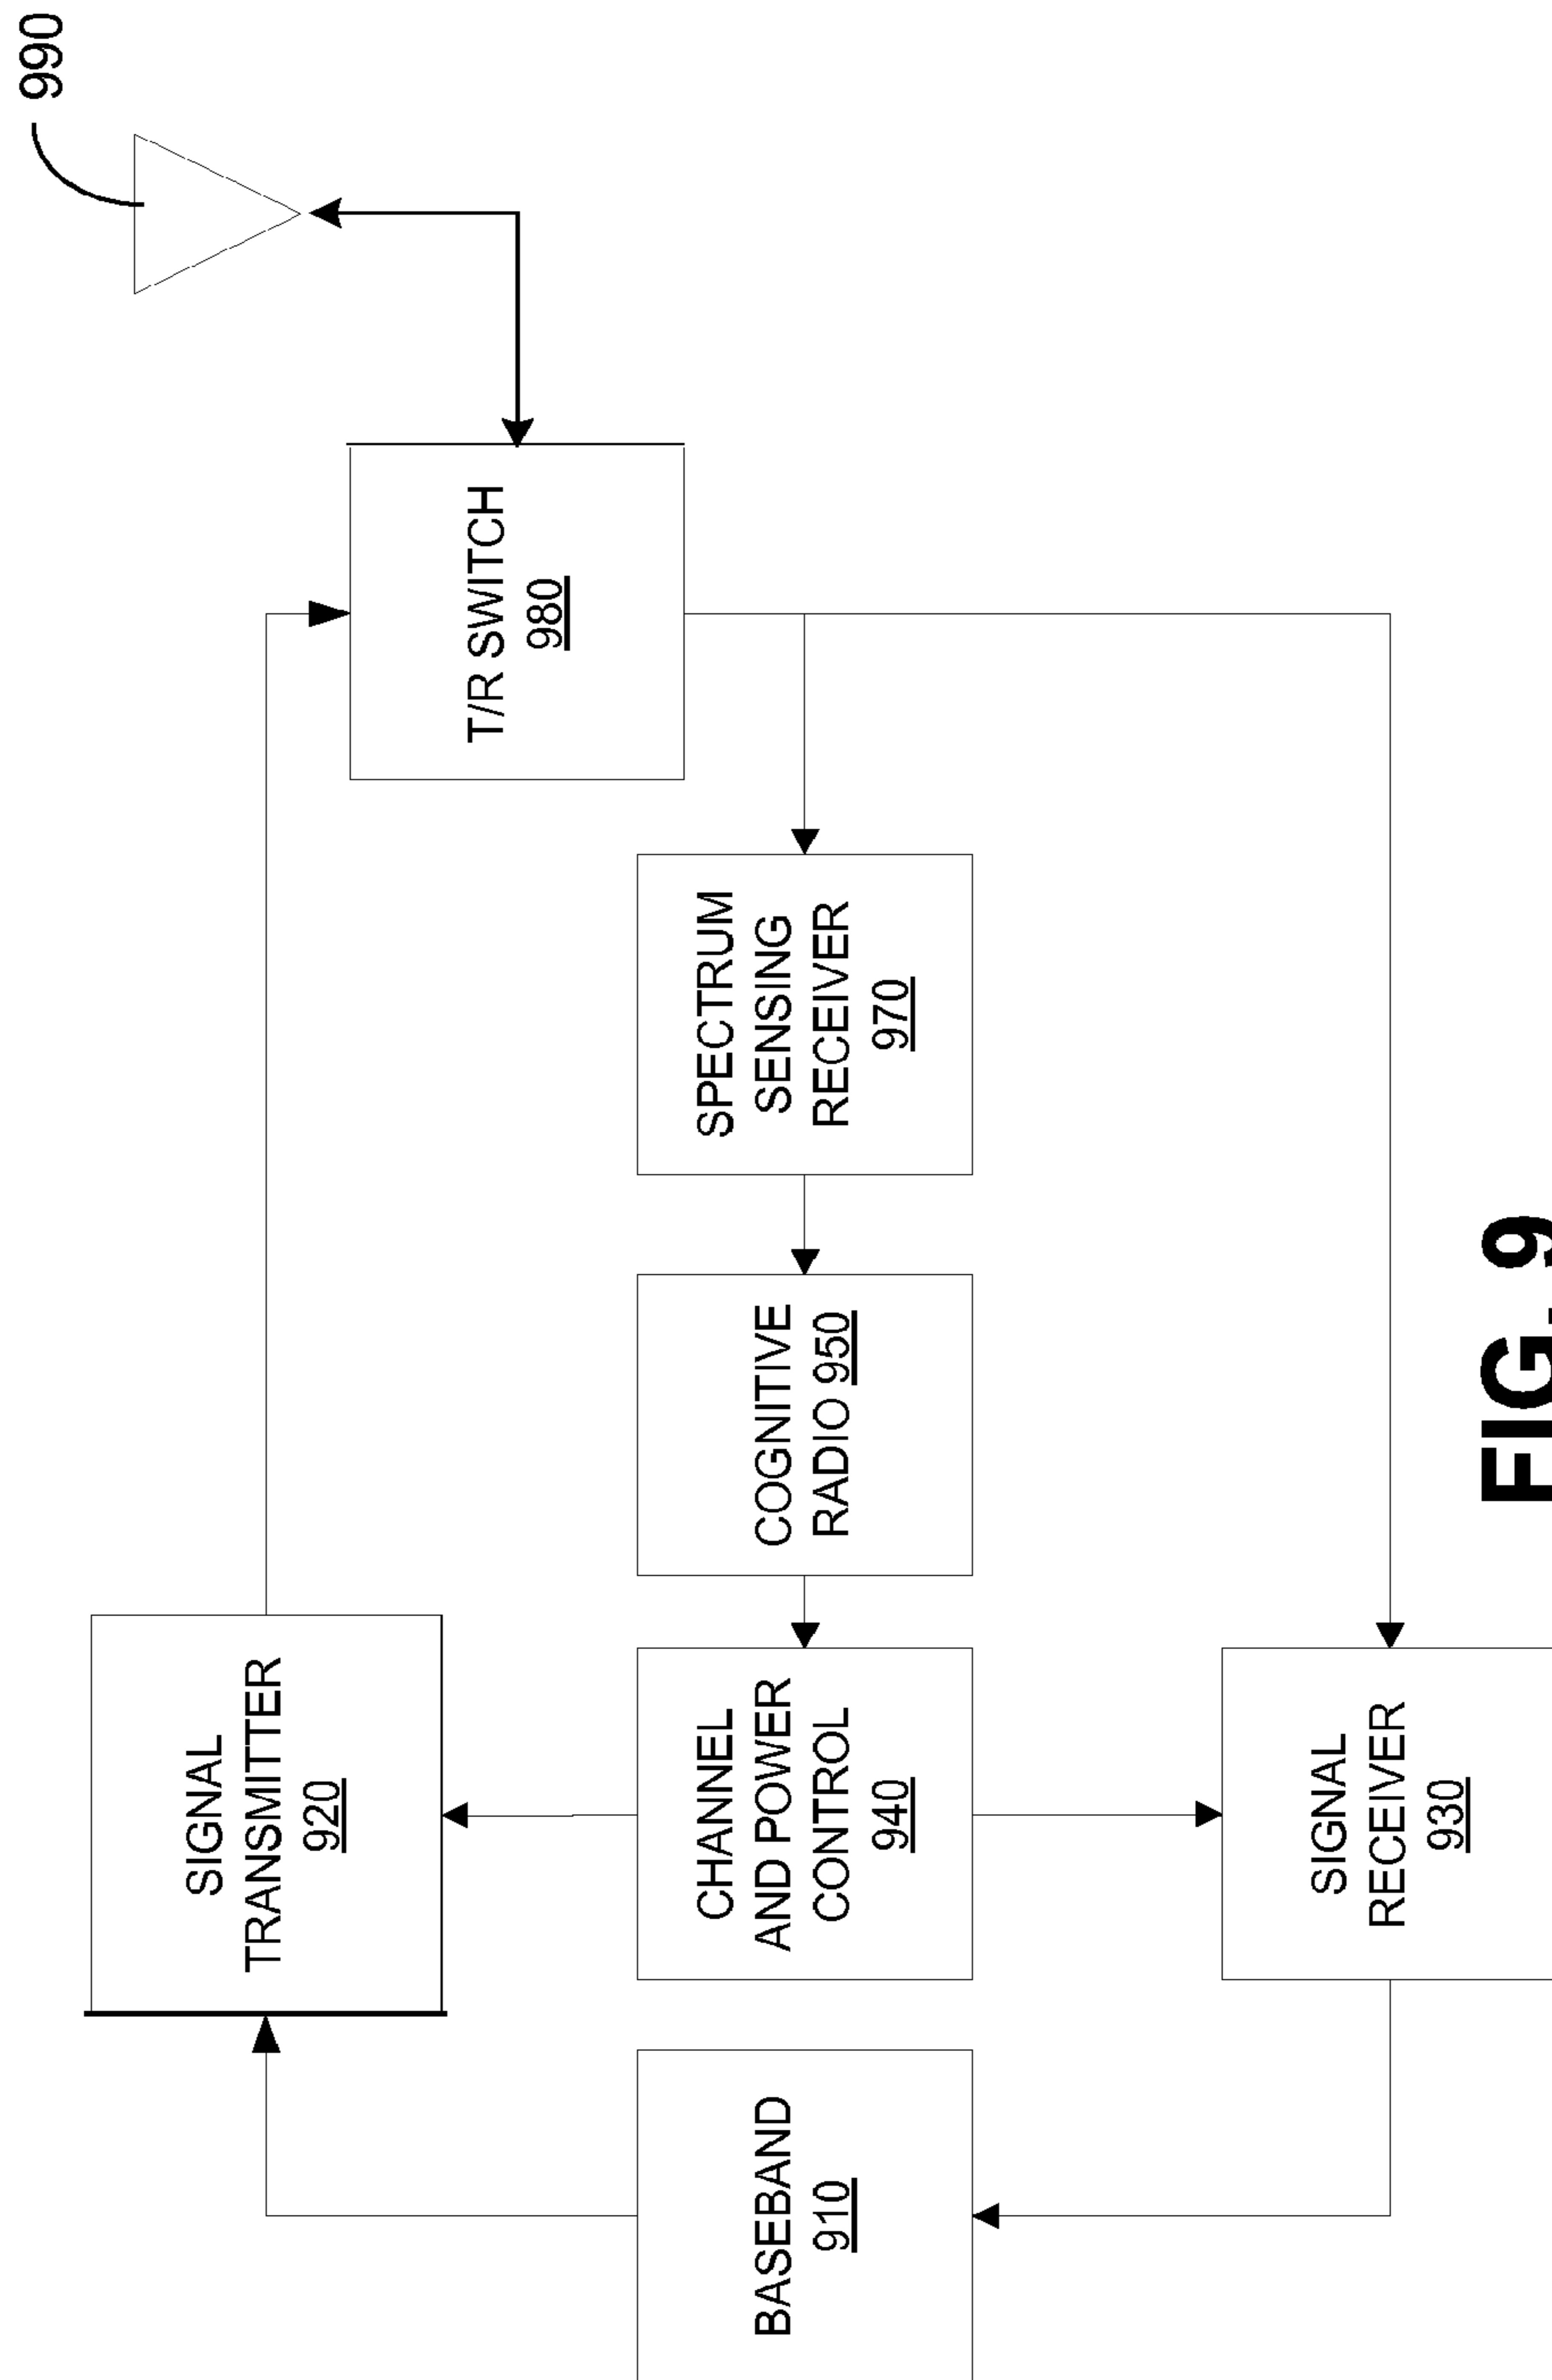 990
SIGNAL
TRANSMITTER
920
T/R SWITCH
980
BASEBAND
910
CHANNEL
AND POWER
CONTROL
940
COGNITIVE
RADIO 950
SPECTRUM
SENSING
RECEIVER
970
SIGNAL
RECEIVER
930
FIG. 9